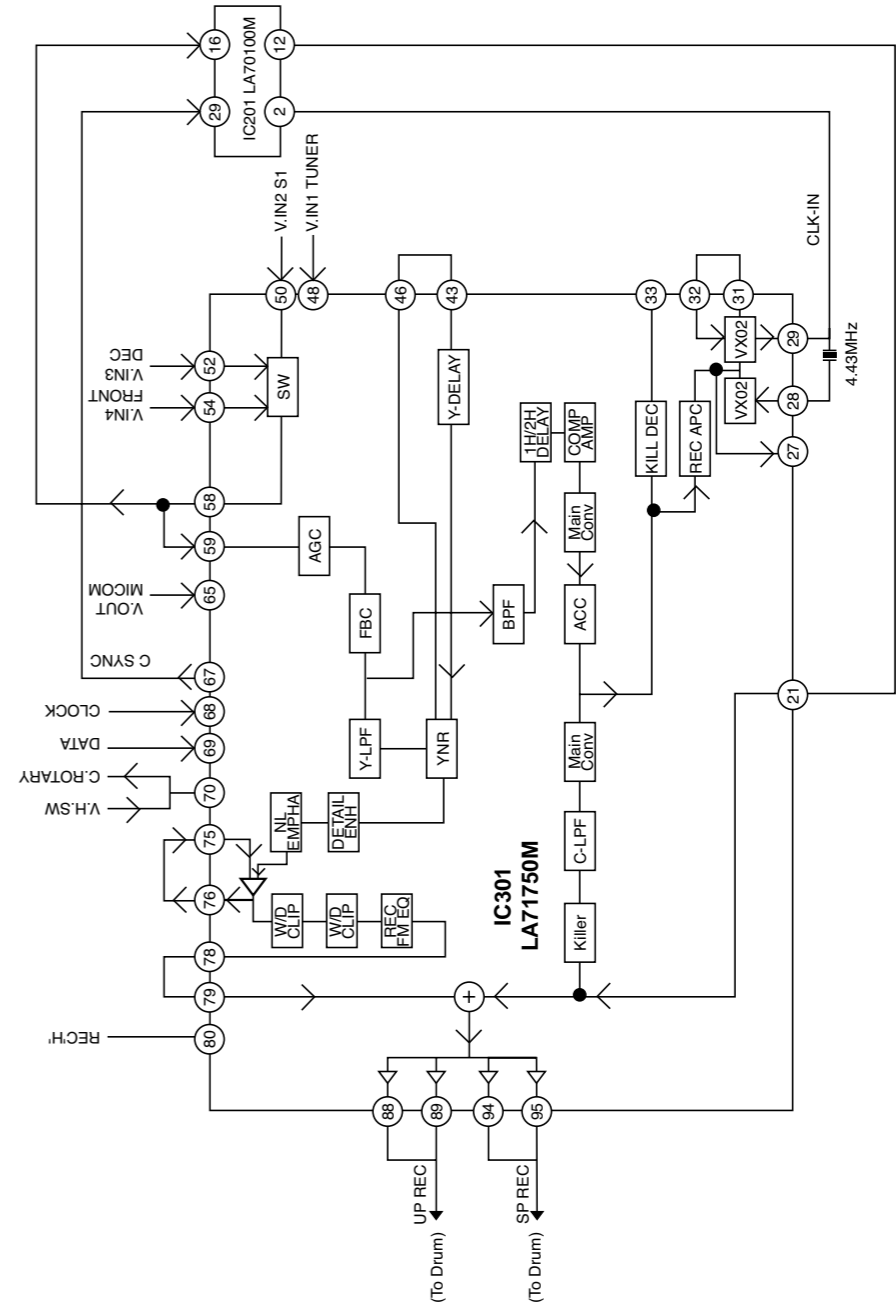 16
12
IC201 LA70100M
29
2
V.IN2 S1
V.IN1 TUNER
CLK-IN
50
48
46
43
33
32
31
V.IN3
DEC
52
V.IN4
FRONT
54
SW
Y-DELAY
VX02
29
4.43MHz
VX02
28
1H/2H
DELAY
COMP
AMP
KILL DEC
REC APC
27
58
59
AGC
Main
Conv
V.OUT
MICOM
65
FBC
BPF
ACC
C SYNC
67
CLOCK
68
DATA
69
Y-LPF
YNR
Main
Conv
21
C.ROTARY
V.H.SW
70
NL
EMPHA
DETAIL
ENH
75
76
C-LPF
IC301
LA71750M
W/D
CLIP
W/D
CLIP
REC
FM EQ
Killer
78
79
+
REC'H'
80
88
89
94
95
UP REC
SP REC
(To Drum)
(To Drum)